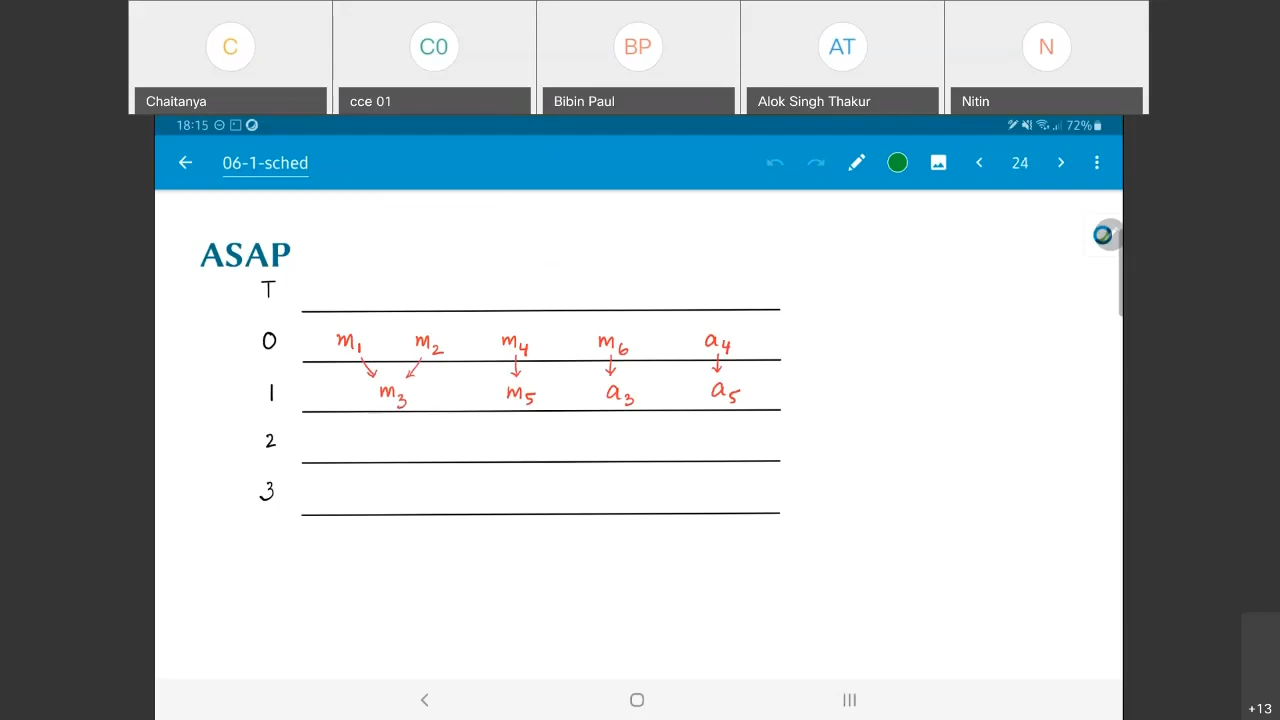 C C0 BP AT N
Chaitanya cce 01 Bibin Paul Alok Singh Thakur Nitin
18:15 72%
06-1-sched 24
ASAP
T
0 m1 m2 m4 m6 a4
1 m3 m5 a3 a5
2
3
+13